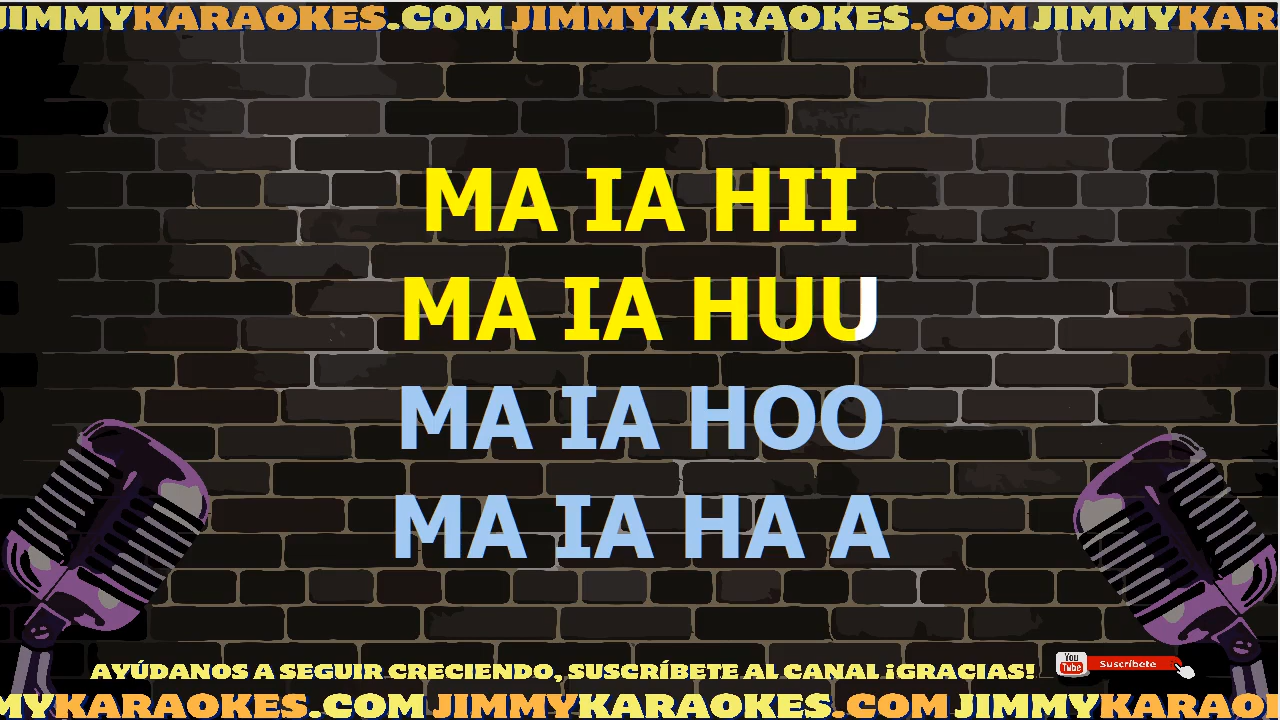 JIMMYKARAOKES.COM JIMMYKARAOKES.COM JIMMYKAR
MA IA HII
MA IA HUU
MA IA HOO
MA IA HA A
AYÚDANOS A SEGUIR CRECIENDO, SUSCRÍBETE AL CANAL ¡GRACIAS!
You Tube Suscríbete
MYKARAOKES.COM JIMMYKARAOKES.COM JIMMYKARAOK